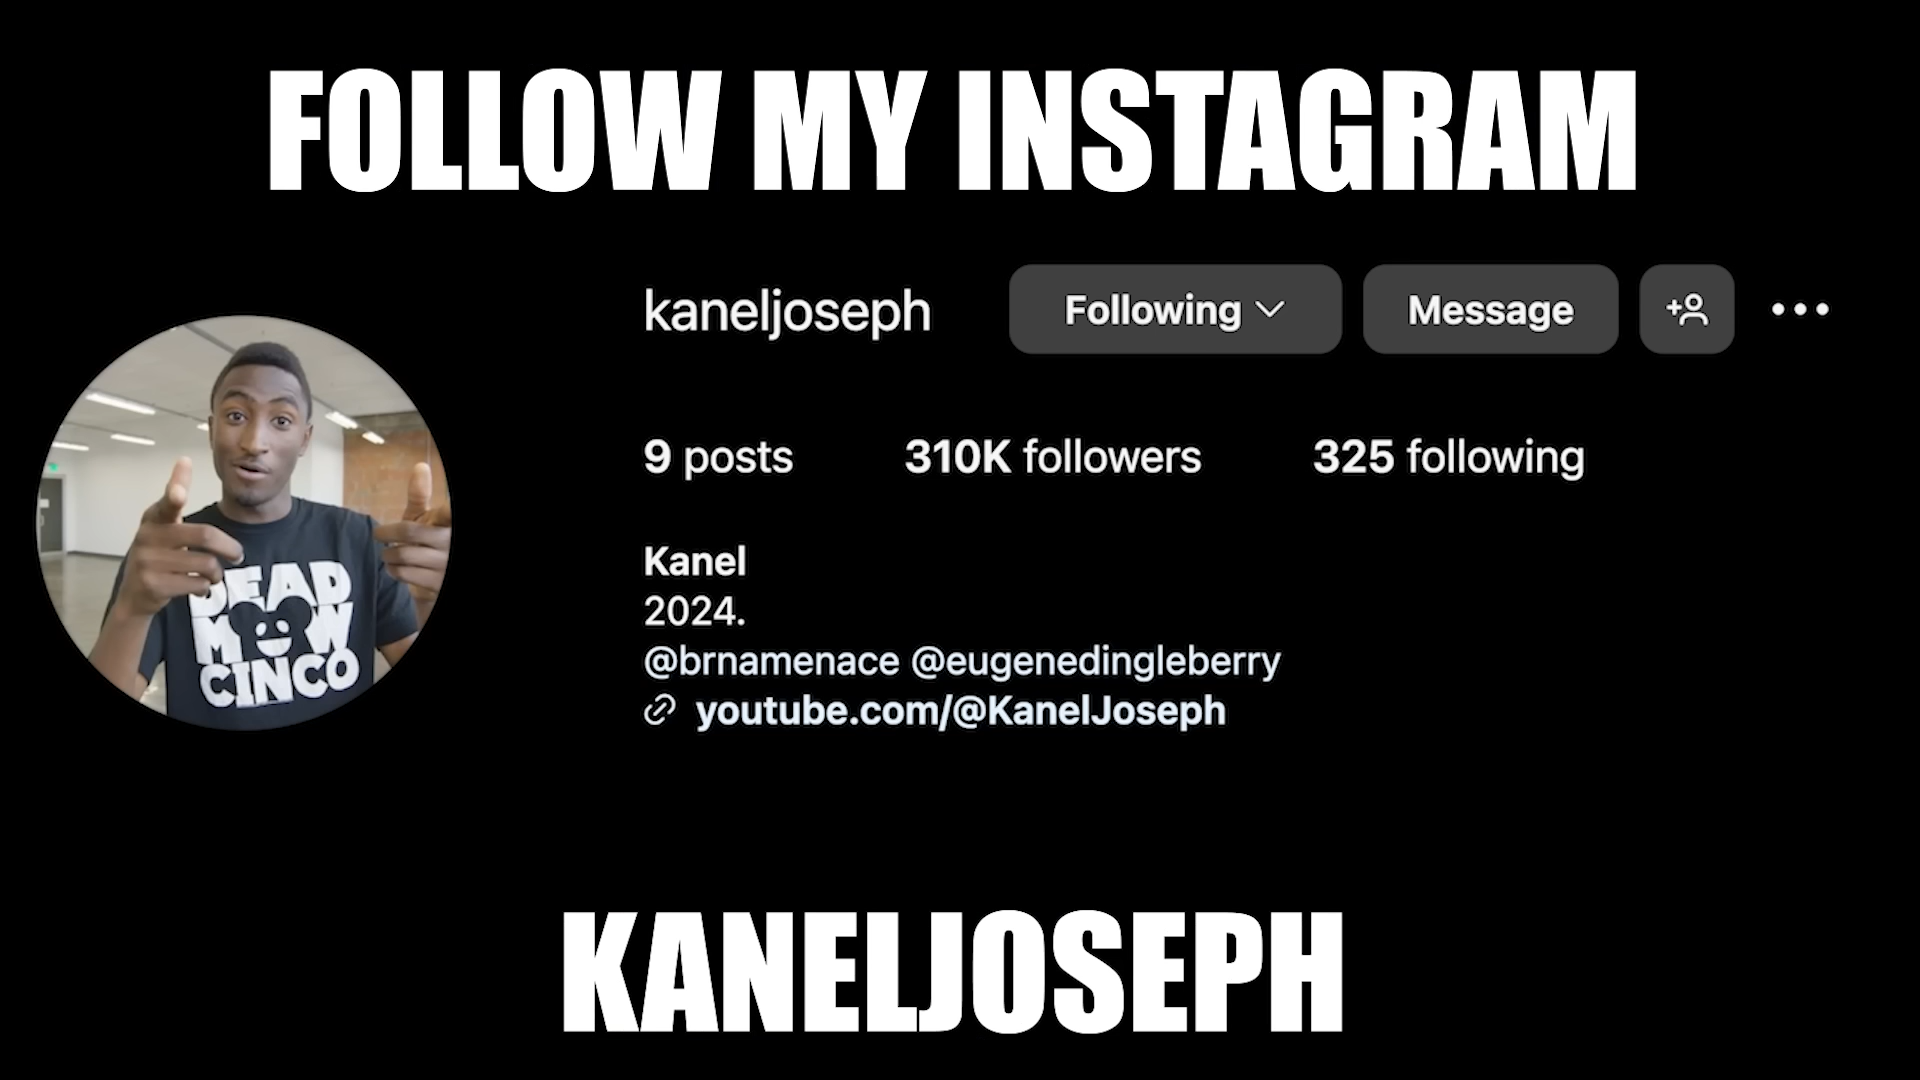 FOLLOW MY INSTAGRAM
kaneljoseph Following Message
9 posts 310K followers 325 following
Kanel
2024.
@brnamenace @eugenedingleberry
youtube.com/@KanelJoseph
DEAD
MOW
CINCO
KANELJOSEPH